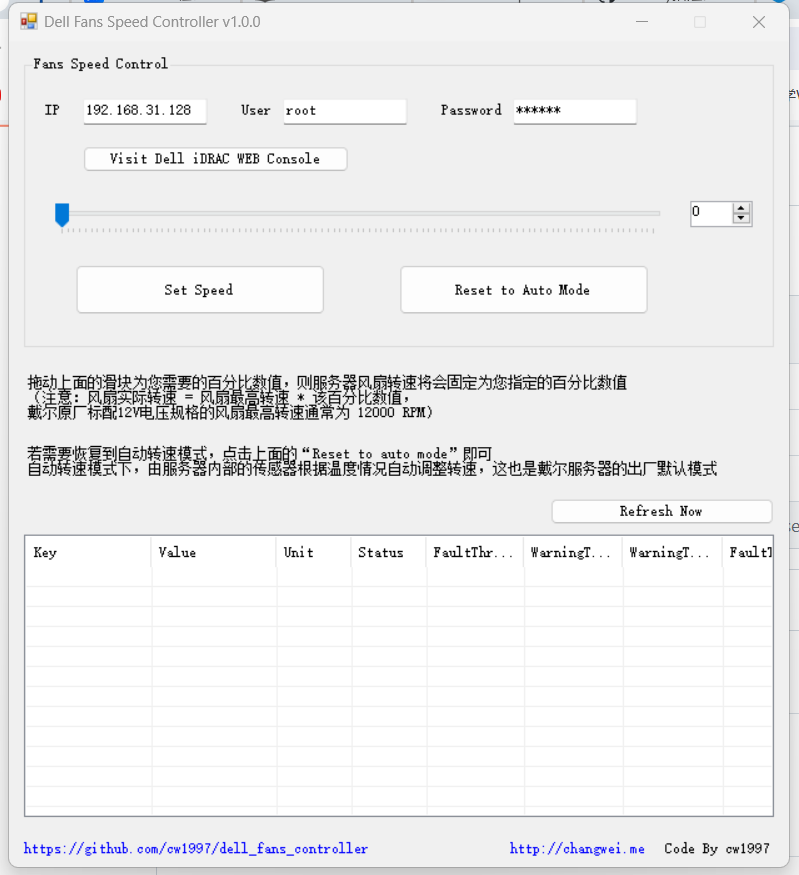 Dell Fans Speed Controller v1.0.0
Fans Speed Control
IP 192.168.31.128 User root Password ******
Visit Dell iDRAC WEB Console
0
Set Speed Reset to Auto Mode
拖动上面的滑块为您需要的百分比数值，则服务器风扇转速将会固定为您指定的百分比数值
（注意：风扇实际转速 = 风扇最高转速 * 该百分比数值，
戴尔原厂标配12V电压规格的风扇最高转速通常为 12000 RPM）
若需要恢复到自动转速模式，点击上面的“Reset to auto mode”即可
自动转速模式下，由服务器内部的传感器根据温度情况自动调整转速，这也是戴尔服务器的出厂默认模式
Refresh Now
Key Value Unit Status FaultThr... WarningT... WarningT... FaultT
https://github.com/cw1997/dell_fans_controller http://changwei.me Code By cw1997